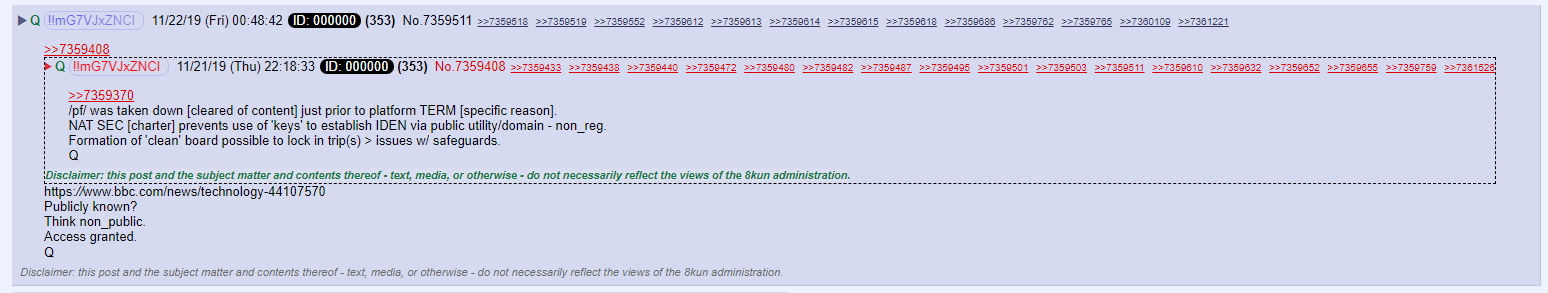 ▶ Q !!mG7VJxZNCI 11/22/19 (Fri) 00:48:42 ID: 000000 (353) No.7359511 >>7359518 >>7359519 >>7359552 >>7359612 >>7359613 >>7359614 >>7359615 >>7359618 >>7359686 >>7359762 >>7359765 >>7360109 >>7361221
>>7359408
▶ Q !!mG7VJxZNCI 11/21/19 (Thu) 22:18:33 ID: 000000 (353) No.7359408 >>7359433 >>7359438 >>7359440 >>7359472 >>7359480 >>7359482 >>7359487 >>7359495 >>7359501 >>7359503 >>7359511 >>7359610 >>7359632 >>7359652 >>7359655 >>7359759 >>7361526
>>7359370
/pf/ was taken down [cleared of content] just prior to platform TERM [specific reason].
NAT SEC [charter] prevents use of 'keys' to establish IDEN via public utility/domain - non_reg.
Formation of 'clean' board possible to lock in trip(s) > issues w/ safeguards.
Q
Disclaimer: this post and the subject matter and contents thereof - text, media, or otherwise - do not necessarily reflect the views of the 8kun administration.
https://www.bbc.com/news/technology-44107570
Publicly known?
Think non_public.
Access granted.
Q
Disclaimer: this post and the subject matter and contents thereof - text, media, or otherwise - do not necessarily reflect the views of the 8kun administration.